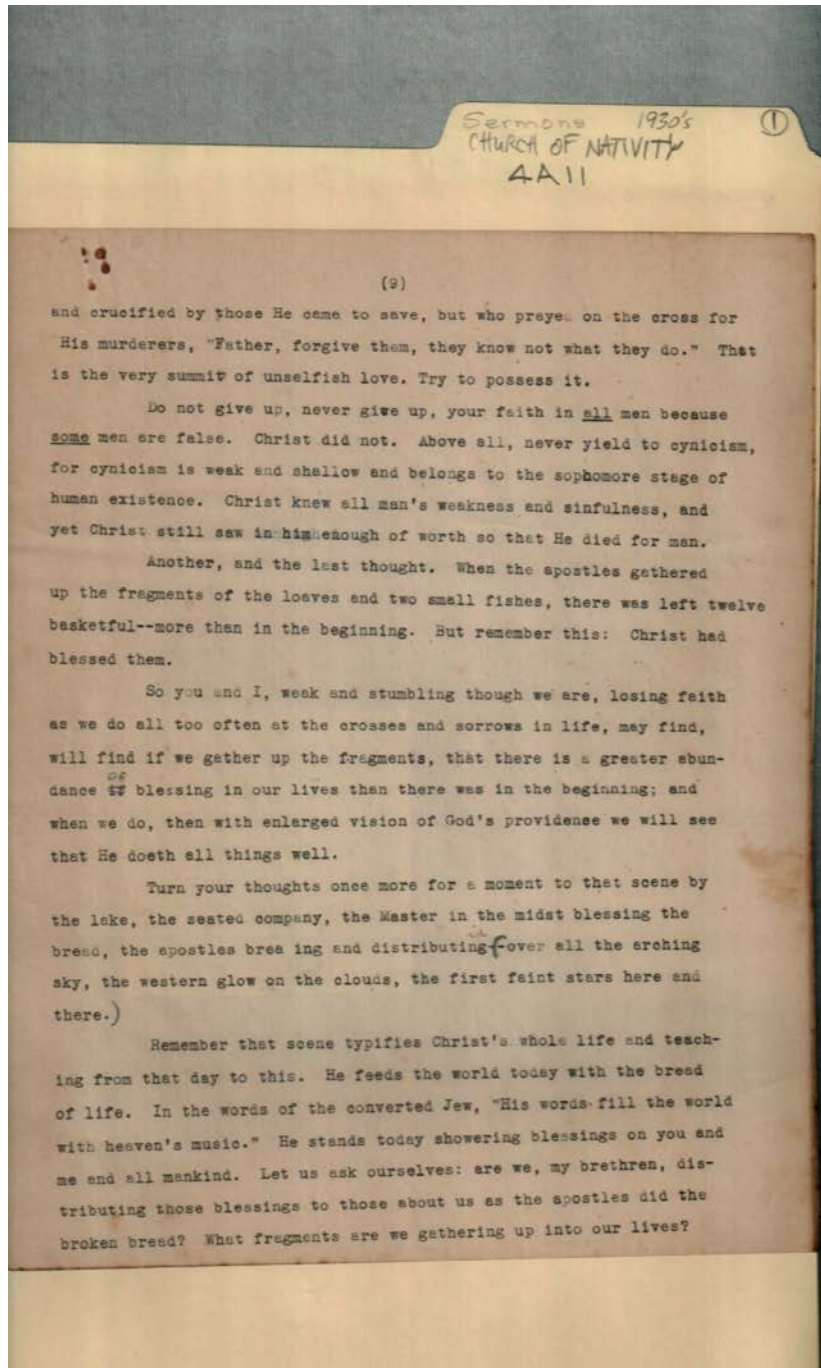 Sermons 1930's ①
CHURCH OF NATIVITY
4A11
(9)
and crucified by those He came to save, but who prayed on the cross for
His murderers, "Father, forgive them, they know not what they do." That
is the very summit of unselfish love. Try to possess it.
Do not give up, never give up, your faith in all men because
some men are false. Christ did not. Above all, never yield to cynicism,
for cynicism is weak and shallow and belongs to the sophomore stage of
human existence. Christ knew all man's weakness and sinfulness, and
yet Christ still saw in him enough of worth so that He died for man.
Another, and the last thought. When the apostles gathered
up the fragments of the loaves and two small fishes, there was left twelve
basketful--more than in the beginning. But remember this: Christ had
blessed them.
So you and I, weak and stumbling though we are, losing faith
as we do all too often at the crosses and sorrows in life, may find,
will find if we gather up the fragments, that there is a greater abun-
dance of blessing in our lives than there was in the beginning; and
when we do, then with enlarged vision of God's providence we will see
that He doeth all things well.
Turn your thoughts once more for a moment to that scene by
the lake, the seated company, the Master in the midst blessing the
bread, the apostles brea ing and distributing (over all the arching
sky, the western glow on the clouds, the first faint stars here and
there.)
Remember that scene typifies Christ's whole life and teach-
ing from that day to this. He feeds the world today with the bread
of life. In the words of the converted Jew, "His words fill the world
with heaven's music." He stands today showering blessings on you and
me and all mankind. Let us ask ourselves: are we, my brethren, dis-
tributing those blessings to those about us as the apostles did the
broken bread? What fragments are we gathering up into our lives?